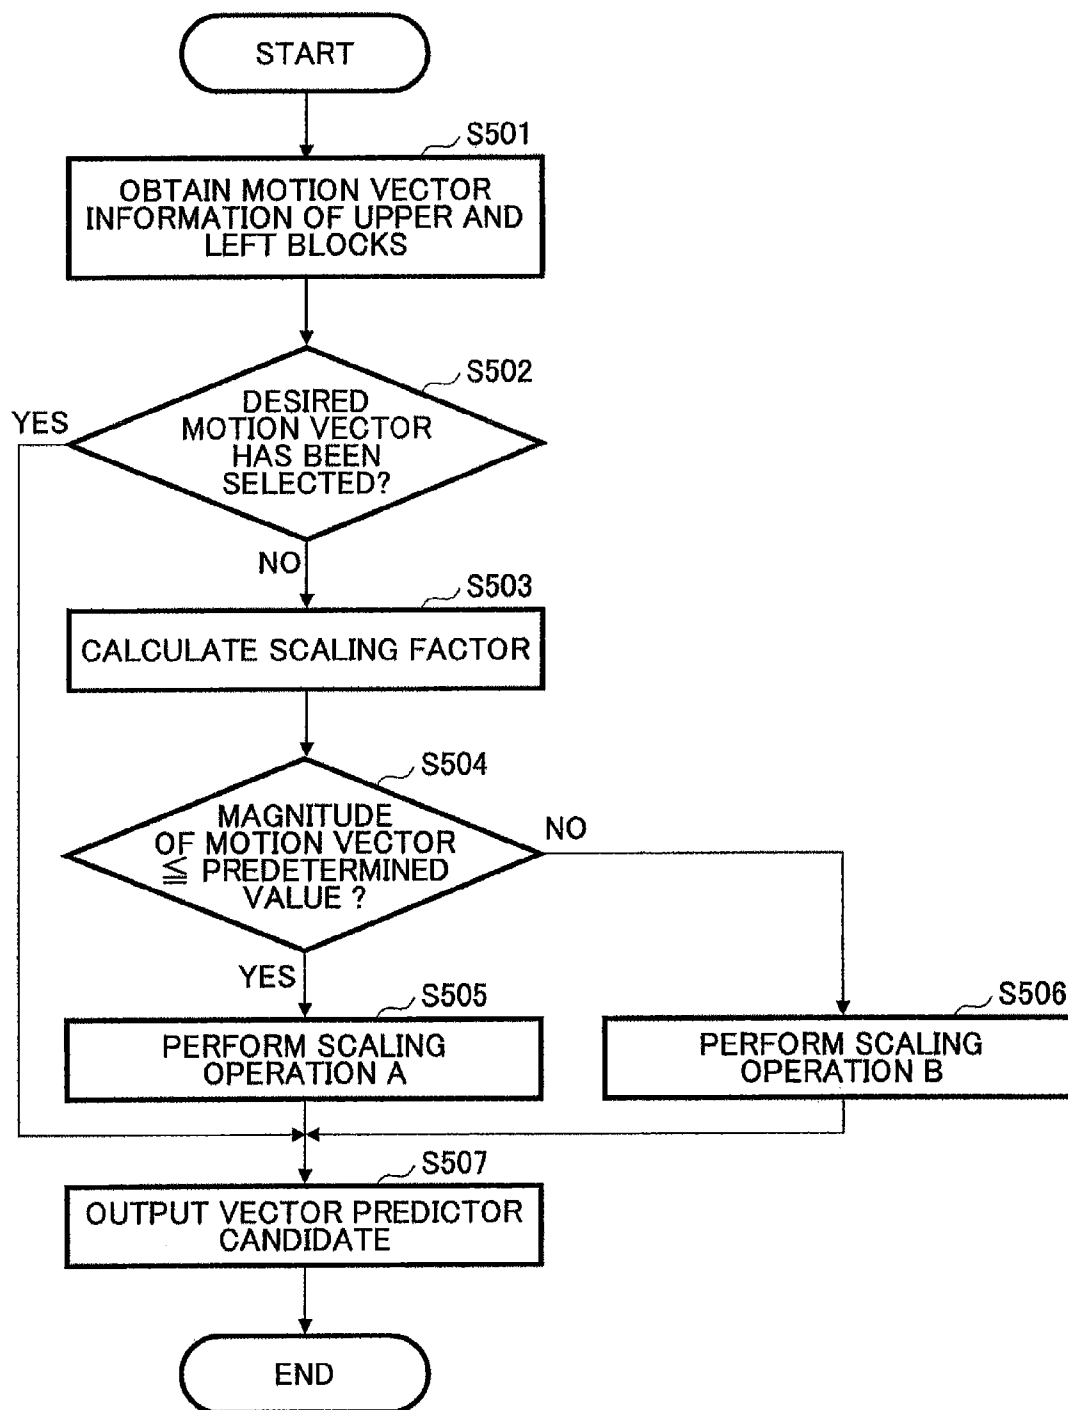 START
S501
OBTAIN MOTION VECTOR
INFORMATION OF UPPER AND
LEFT BLOCKS
S502
DESIRED
MOTION VECTOR
HAS BEEN
SELECTED?
YES
NO
S503
CALCULATE SCALING FACTOR
S504
MAGNITUDE
OF MOTION VECTOR
≦ PREDETERMINED
VALUE ?
NO
YES
S505
PERFORM SCALING
OPERATION A
S506
PERFORM SCALING
OPERATION B
S507
OUTPUT VECTOR PREDICTOR
CANDIDATE
END